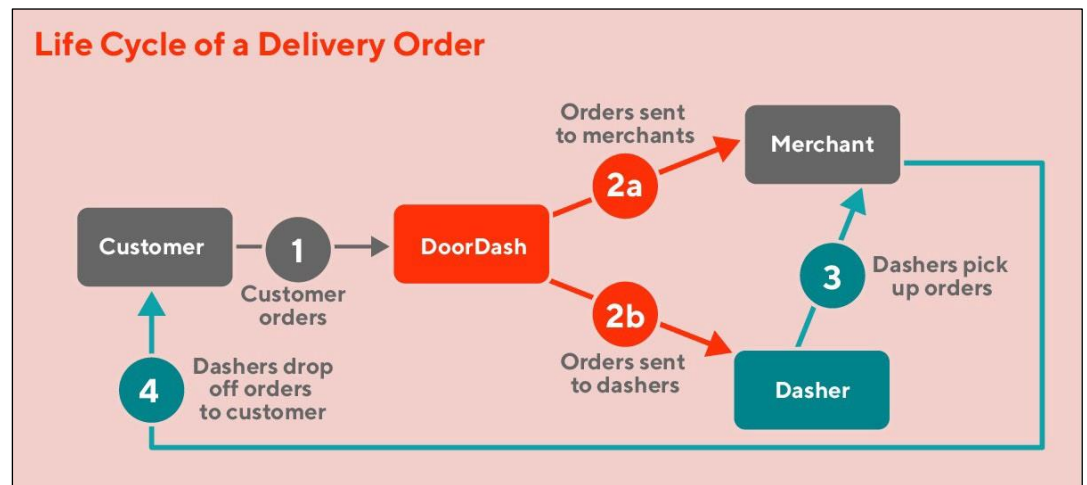 Life Cycle of a Delivery Order
Orders sent
to merchants
Merchant
2a
Customer
1
DoorDash
Customer
orders
3
Dashers pick
up orders
2b
Orders sent
to dashers
Dasher
4
Dashers drop
off orders
to customer